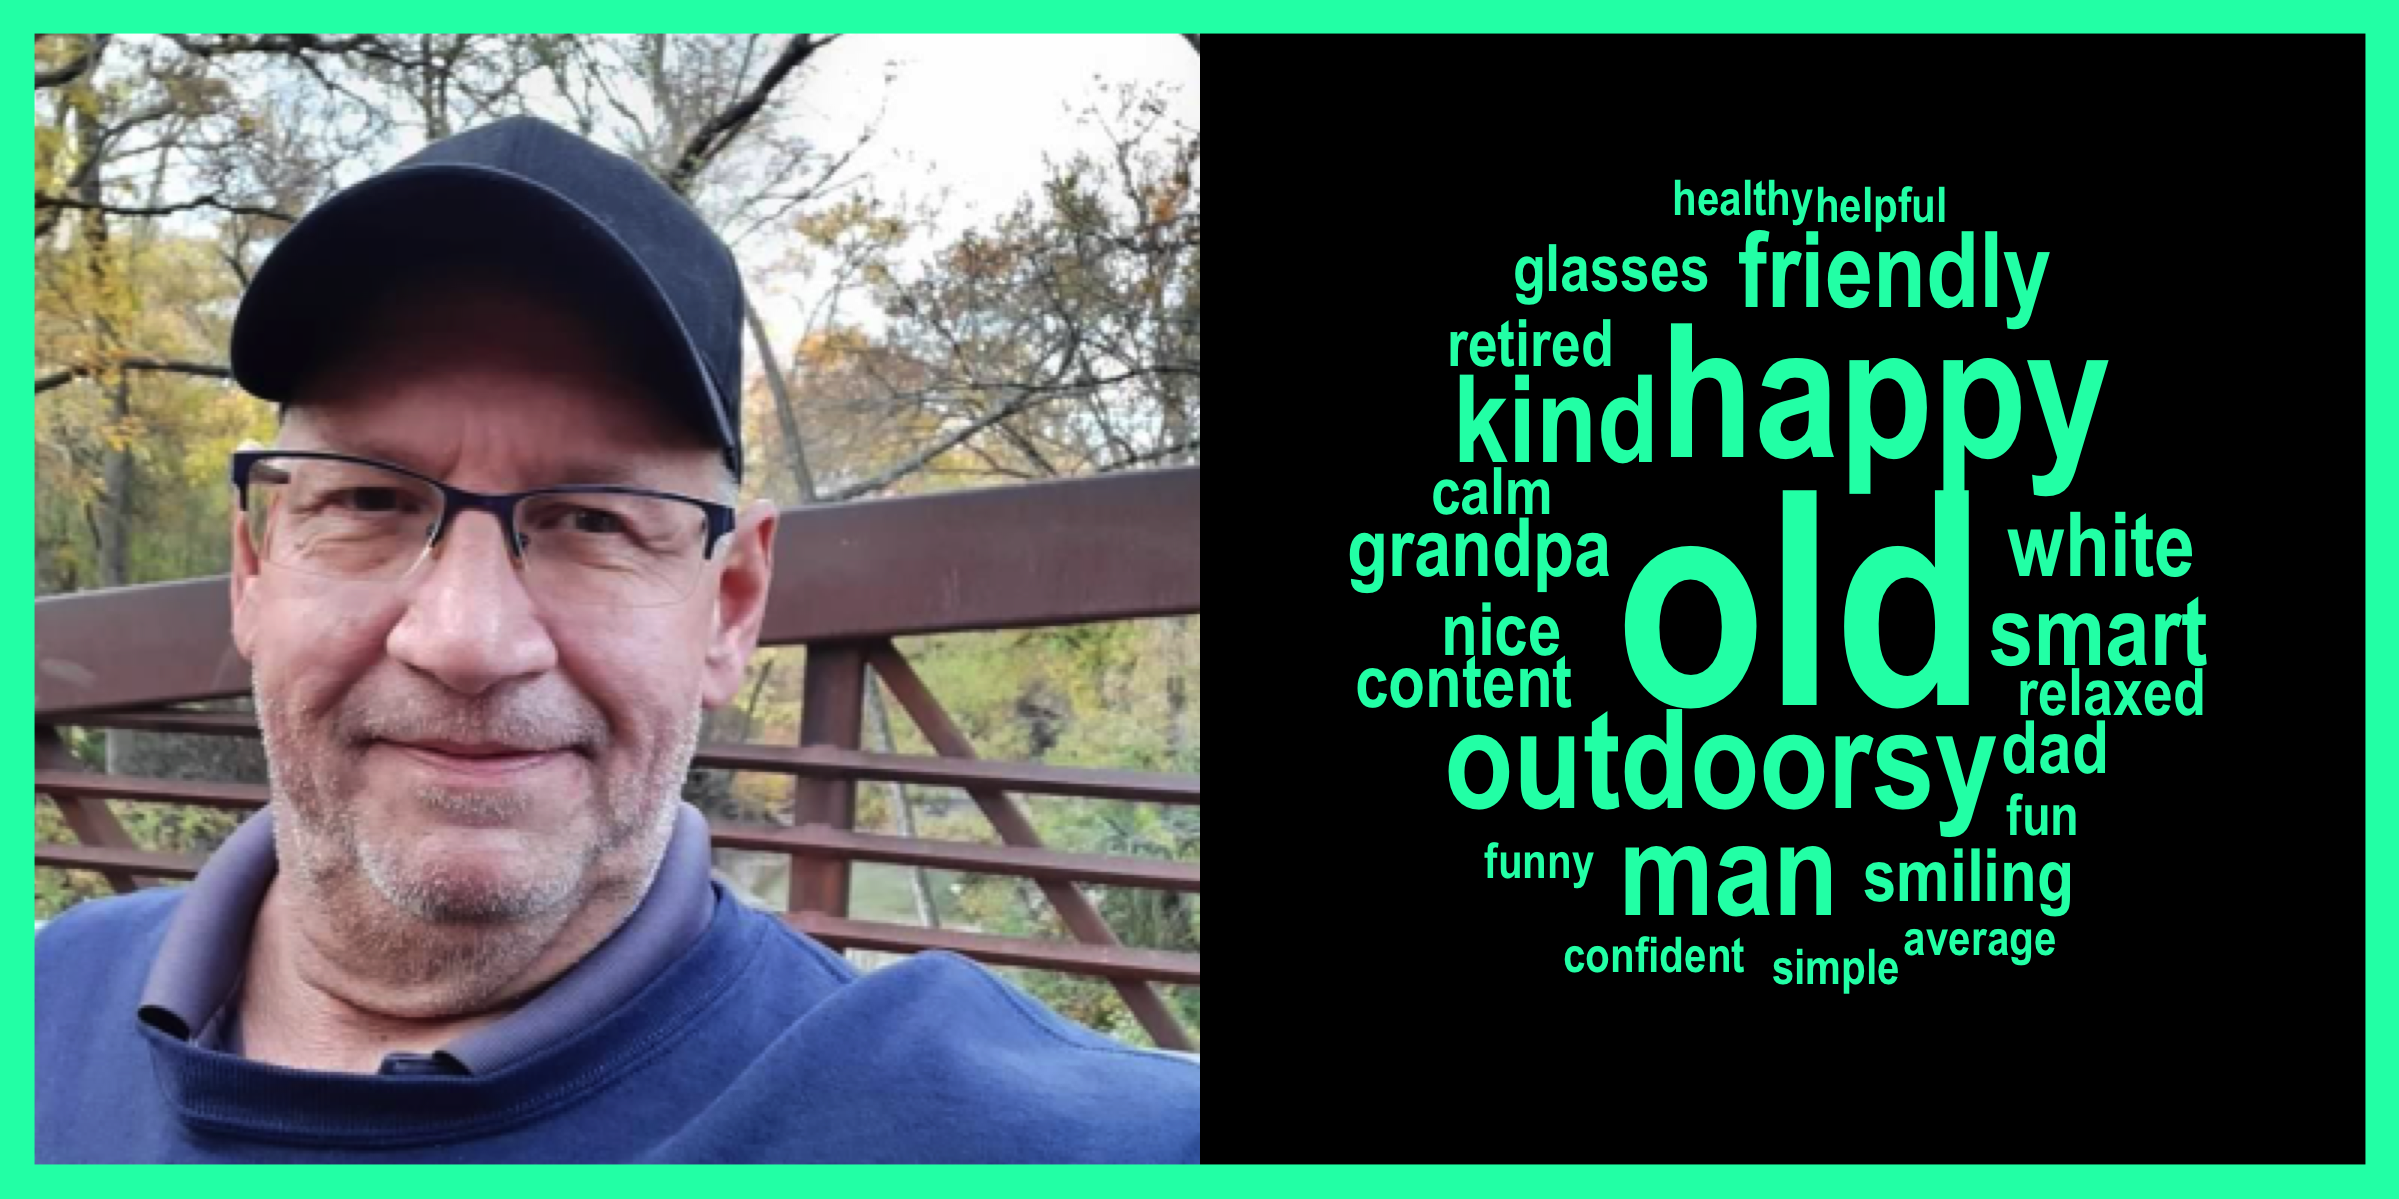 healthy helpful
glasses friendly
retired
kind happy
calm
grandpa old white
nice smart
content relaxed
outdoorsy dad
fun
funny man smiling
confident simple average